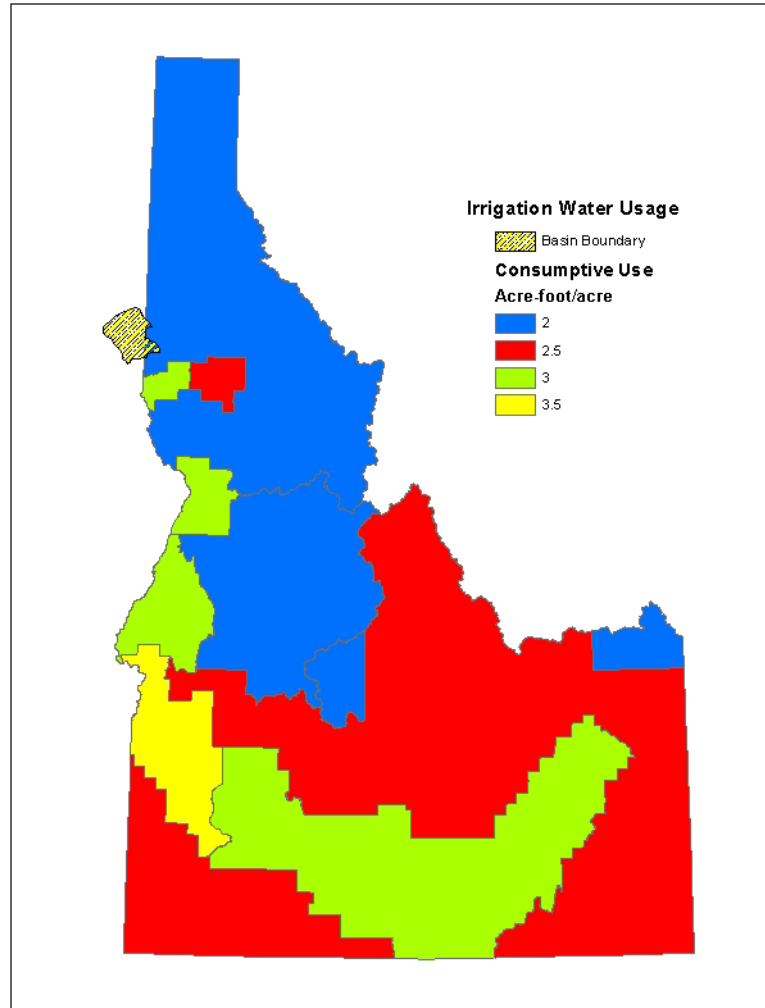 Irrigation Water Usage
Basin Boundary
Consumptive Use
Acre-foot/acre
2
2.5
3
3.5